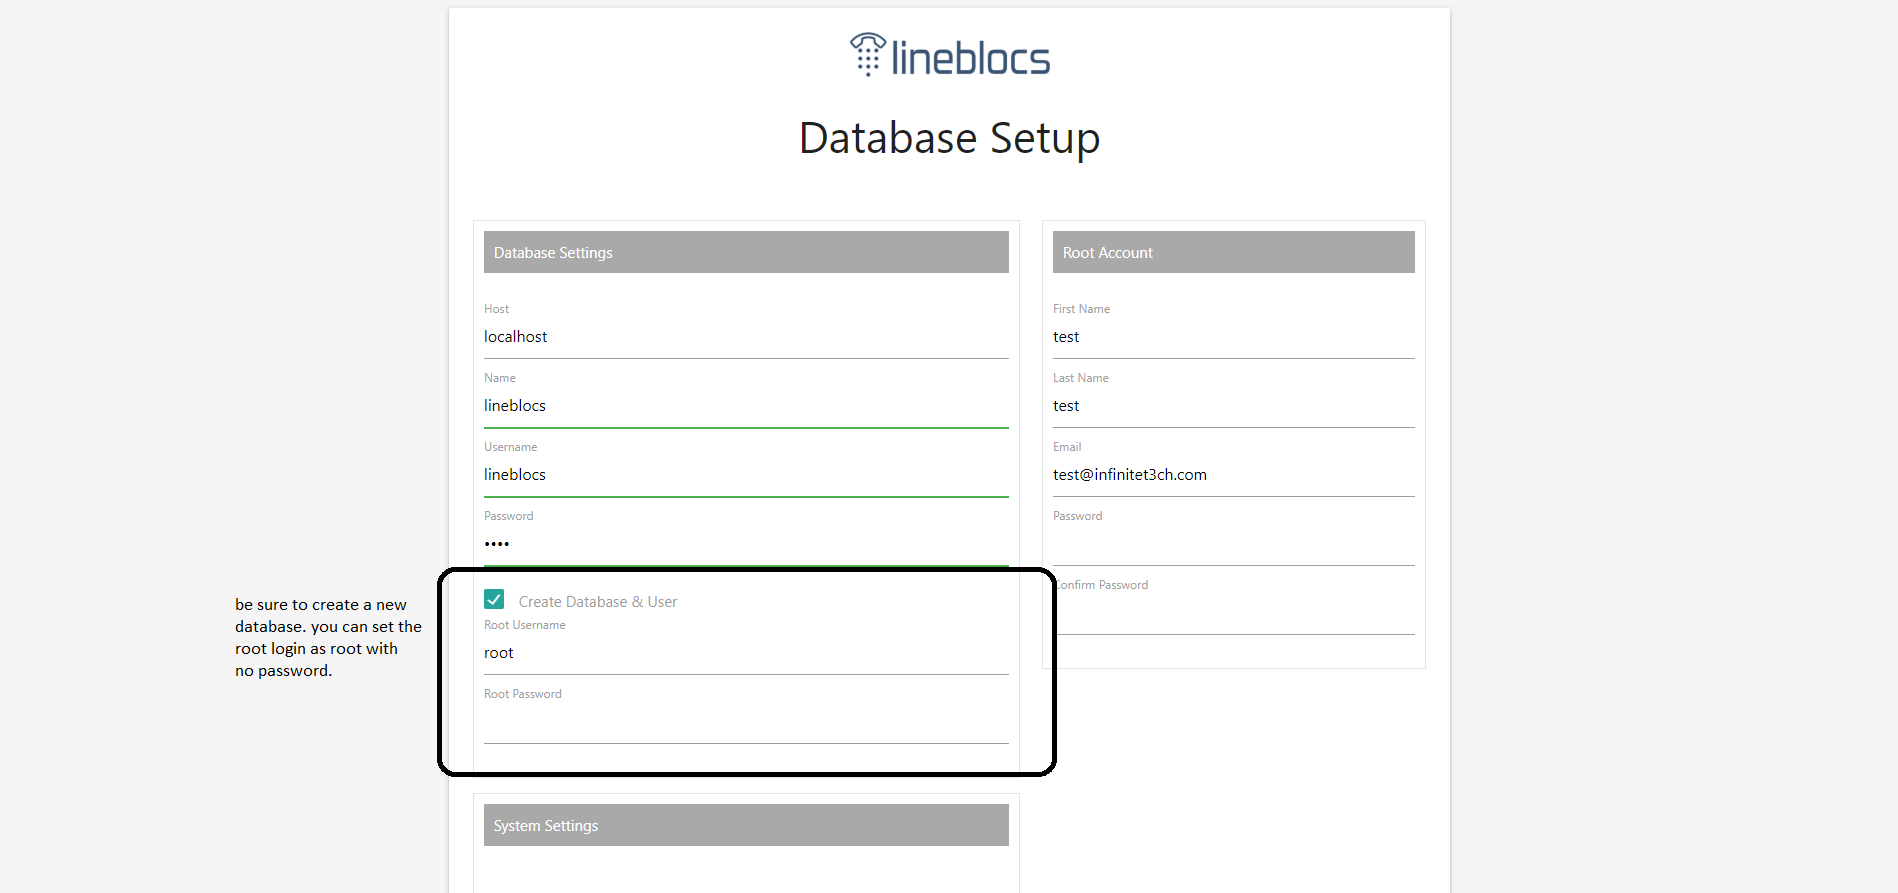 lineblocs
Database Setup
Database Settings
Host
localhost
Name
lineblocs
Username
lineblocs
Password
••••
Create Database & User
Root Username
root
Root Password
System Settings
Root Account
First Name
test
Last Name
test
Email
test@infinitet3ch.com
Password
Confirm Password
be sure to create a new
database. you can set the
root login as root with
no password.